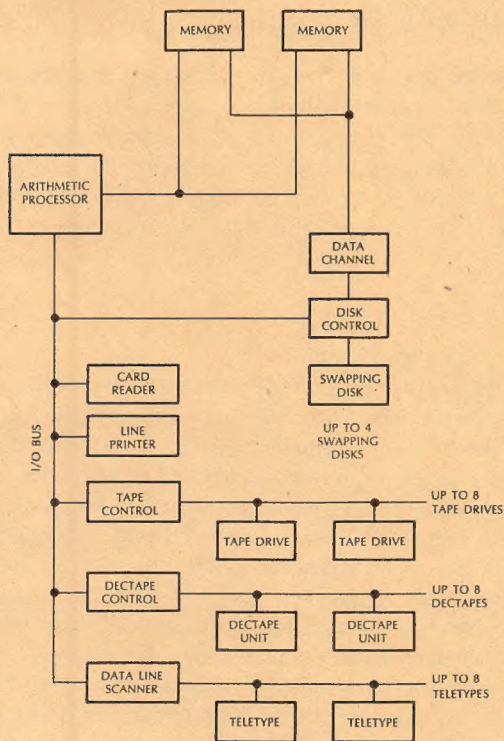 MEMORY
MEMORY
ARITHMETIC
PROCESSOR
DATA
CHANNEL
DISK
CONTROL
SWAPPING
DISK
UP TO 4
SWAPPING
DISKS
I/O BUS
CARD
READER
LINE
PRINTER
TAPE
CONTROL
UP TO 8
TAPE DRIVES
TAPE DRIVE
TAPE DRIVE
DECTAPE
CONTROL
UP TO 8
DECTAPES
DECTAPE
UNIT
DECTAPE
UNIT
DATA LINE
SCANNER
UP TO 8
TELETYPES
TELETYPE
TELETYPE